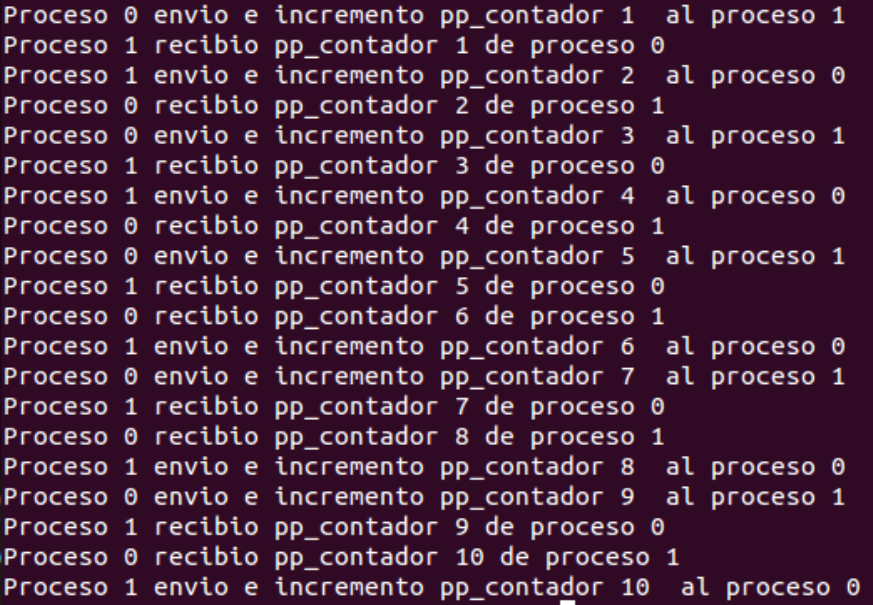 Proceso 0 envio e incremento pp_contador 1  al proceso 1
Proceso 1 recibio pp_contador 1 de proceso 0
Proceso 1 envio e incremento pp_contador 2  al proceso 0
Proceso 0 recibio pp_contador 2 de proceso 1
Proceso 0 envio e incremento pp_contador 3  al proceso 1
Proceso 1 recibio pp_contador 3 de proceso 0
Proceso 1 envio e incremento pp_contador 4  al proceso 0
Proceso 0 recibio pp_contador 4 de proceso 1
Proceso 0 envio e incremento pp_contador 5  al proceso 1
Proceso 1 recibio pp_contador 5 de proceso 0
Proceso 0 recibio pp_contador 6 de proceso 1
Proceso 1 envio e incremento pp_contador 6  al proceso 0
Proceso 0 envio e incremento pp_contador 7  al proceso 1
Proceso 1 recibio pp_contador 7 de proceso 0
Proceso 0 recibio pp_contador 8 de proceso 1
Proceso 1 envio e incremento pp_contador 8  al proceso 0
Proceso 0 envio e incremento pp_contador 9  al proceso 1
Proceso 1 recibio pp_contador 9 de proceso 0
Proceso 0 recibio pp_contador 10 de proceso 1
Proceso 1 envio e incremento pp_contador 10  al proceso 0